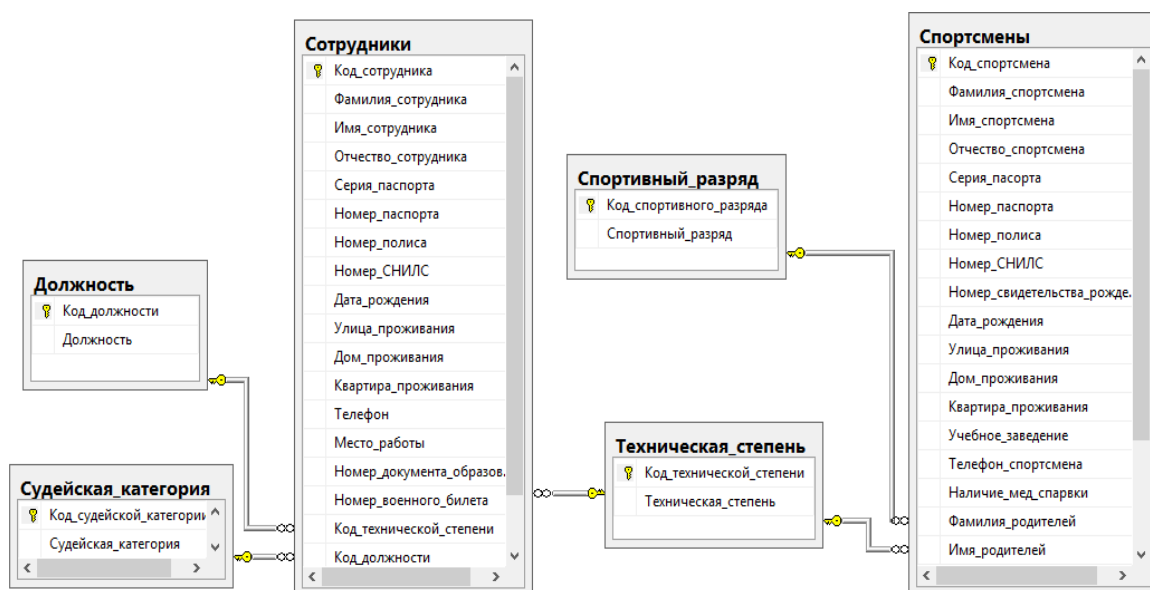 Сотрудники
Код_сотрудника
Фамилия_сотрудника
Имя_сотрудника
Отчество_сотрудника
Серия_паспорта
Номер_паспорта
Номер_полиса
Номер_СНИЛС
Дата_рождения
Улица_проживания
Дом_проживания
Квартира_проживания
Телефон
Место_работы
Номер_документа_образов.
Номер_военного_билета
Код_технической_степени
Код_должности
Спортсмены
Код_спортсмена
Фамилия_спортсмена
Имя_спортсмена
Отчество_спортсмена
Серия_пасорта
Номер_паспорта
Номер_полиса
Номер_СНИЛС
Номер_свидетельства_рожде.
Дата_рождения
Улица_проживания
Дом_проживания
Квартира_проживания
Учебное_заведение
Телефон_спортсмена
Наличие_мед_спарвки
Фамилия_родителей
Имя_родителей
Спортивный_разряд
Код_спортивного_разряда
Спортивный_разряд
Должность
Код_должности
Должность
Техническая_степень
Код_технической_степени
Техническая_степень
Судейская_категория
Код_судейской_категории
Судейская_категория